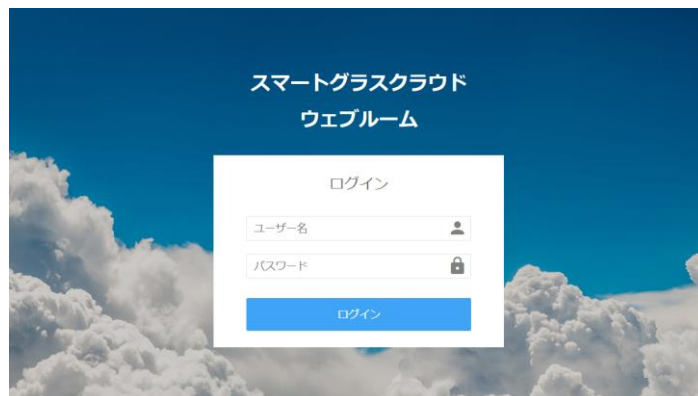 スマートグラスクラウド
ウェブルーム
ログイン
ユーザー名
パスワード
ログイン